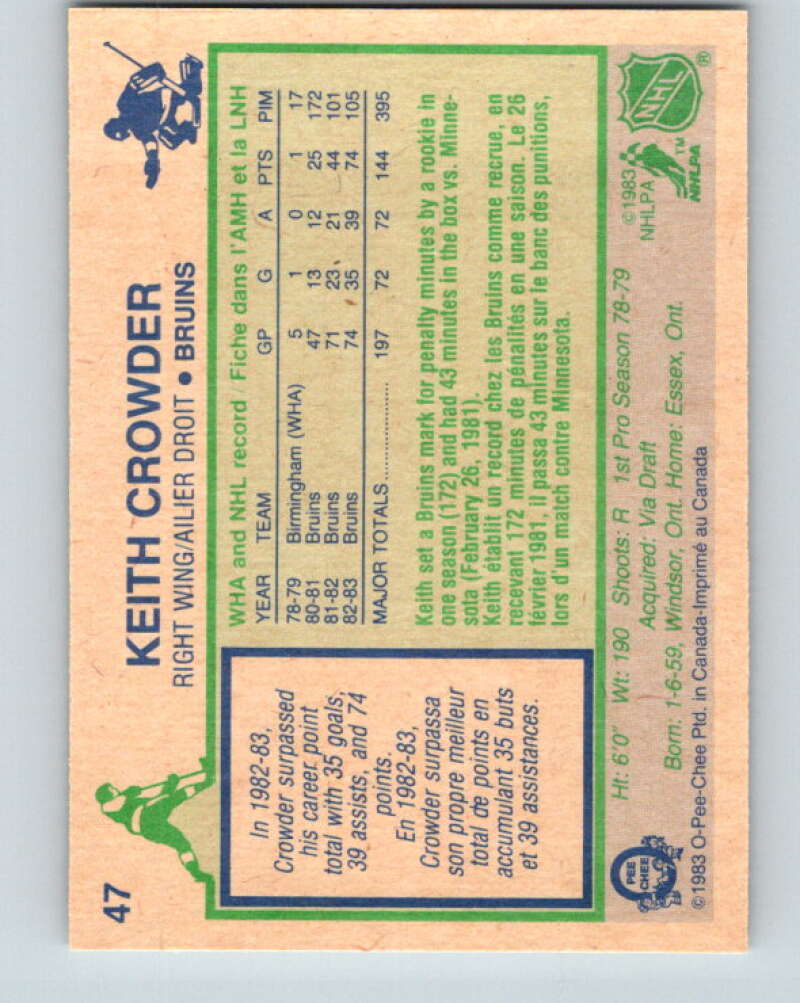 47
KEITH CROWDER
RIGHT WING/AILIER DROIT • BRUINS
In 1982-83,
Crowder surpassed
his career point
total with 35 goals,
39 assists, and 74
points.
En 1982-83,
Crowder surpassa
son propre meilleur
total de points en
accumulant 35 buts
et 39 assistances.
WHA and NHL record / Fiche dans l'AMH et la LNH
YEAR TEAM GP G A PTS PIM
78-79 Birmingham (WHA) 5 1 0 1 17
80-81 Bruins 47 13 12 25 172
81-82 Bruins 71 23 21 44 101
82-83 Bruins 74 35 39 74 105
MAJOR TOTALS 197 72 72 144 395
Keith set a Bruins mark for penalty minutes by a rookie in
one season (172) and had 43 minutes in the box vs. Minne-
sota (February 26, 1981).
Keith établit un record chez les Bruins comme recrue, en
recevant 172 minutes de pénalités en une saison. Le 26
février 1981, il passa 43 minutes sur le banc des punitions,
lors d'un match contre Minnesota.
Ht: 6'0" Wt: 190 Shoots: R 1st Pro Season 78-79
Acquired: Via Draft
Born: 1-6-59, Windsor, Ont. Home: Essex, Ont.
©1983 O-Pee-Chee Ptd. in Canada-Imprimé au Canada
O
PEE
CHEE
©1983
NHLPA
NHLPA
TM
NHL
®